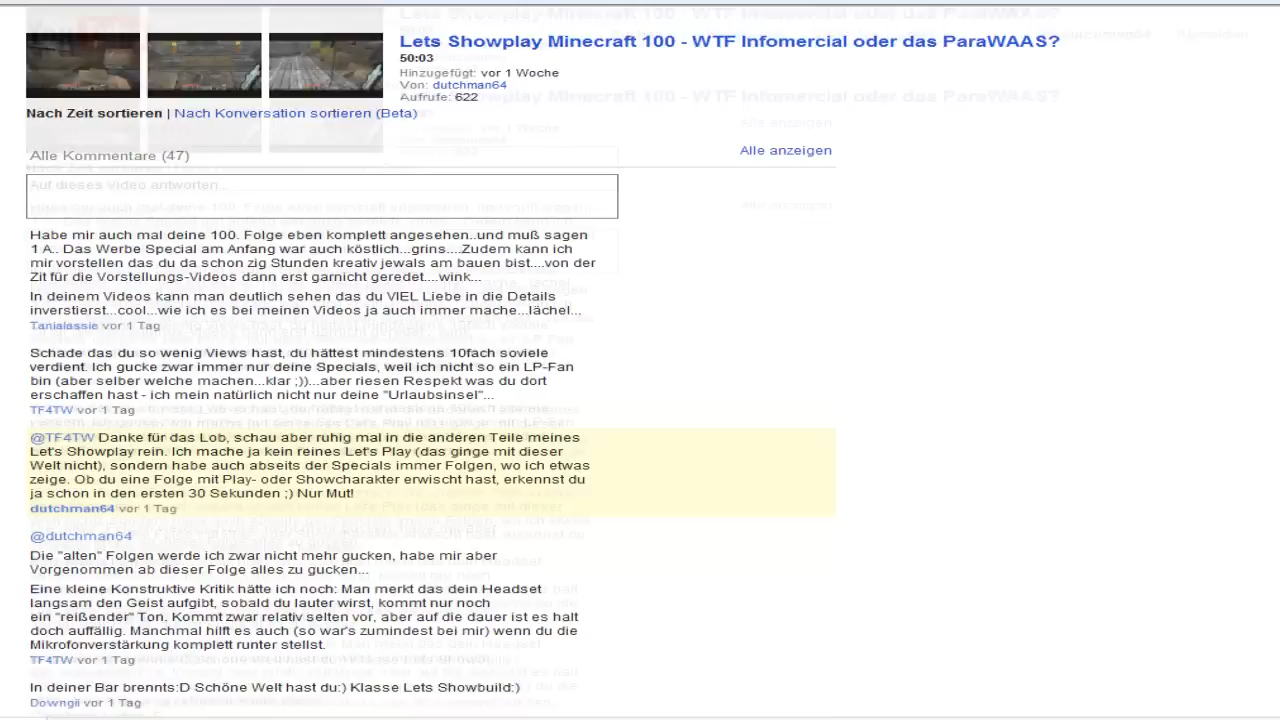 Lets Showplay Minecraft 100 - WTF Infomercial oder das ParaWAAS?
50:03
Hinzugefügt: vor 1 Woche
Von: dutchman64
Aufrufe: 622
Nach Zeit sortieren | Nach Konversation sortieren (Beta)
Alle Kommentare (47)
Alle anzeigen
Auf dieses Video antworten...
Habe mir auch mal deine 100. Folge eben komplett angesehen..und muß sagen
1 A.. Das Werbe Special am Anfang war auch köstlich...grins....Zudem kann ich
mir vorstellen das du da schon zig Stunden kreativ jewals am bauen bist....von der
Zit für die Vorstellungs-Videos dann erst garnicht geredet....wink...
In deinem Videos kann man deutlich sehen das du VIEL Liebe in die Details
inverstierst...cool...wie ich es bei meinen Videos ja auch immer mache...lächel...
Tanialassie vor 1 Tag
Schade das du so wenig Views hast, du hättest mindestens 10fach soviele
verdient. Ich gucke zwar immer nur deine Specials, weil ich nicht so ein LP-Fan
bin (aber selber welche machen...klar ;))...aber riesen Respekt was du dort
erschaffen hast - ich mein natürlich nicht nur deine "Urlaubsinsel"...
TF4TW vor 1 Tag
@TF4TW Danke für das Lob, schau aber ruhig mal in die anderen Teile meines
Let's Showplay rein. Ich mache ja kein reines Let's Play (das ginge mit dieser
Welt nicht), sondern habe auch abseits der Specials immer Folgen, wo ich etwas
zeige. Ob du eine Folge mit Play- oder Showcharakter erwischt hast, erkennst du
ja schon in den ersten 30 Sekunden ;) Nur Mut!
dutchman64 vor 1 Tag
@dutchman64
Die "alten" Folgen werde ich zwar nicht mehr gucken, habe mir aber
Vorgenommen ab dieser Folge alles zu gucken...
Eine kleine Konstruktive Kritik hätte ich noch: Man merkt das dein Headset
langsam den Geist aufgibt, sobald du lauter wirst, kommt nur noch
ein "reißender" Ton. Kommt zwar relativ selten vor, aber auf die dauer ist es halt
doch auffällig. Manchmal hilft es auch (so war's zumindest bei mir) wenn du die
Mikrofonverstärkung komplett runter stellst.
TF4TW vor 1 Tag
In deiner Bar brennts:D Schöne Welt hast du:) Klasse Lets Showbuild:)
Downgii vor 1 Tag